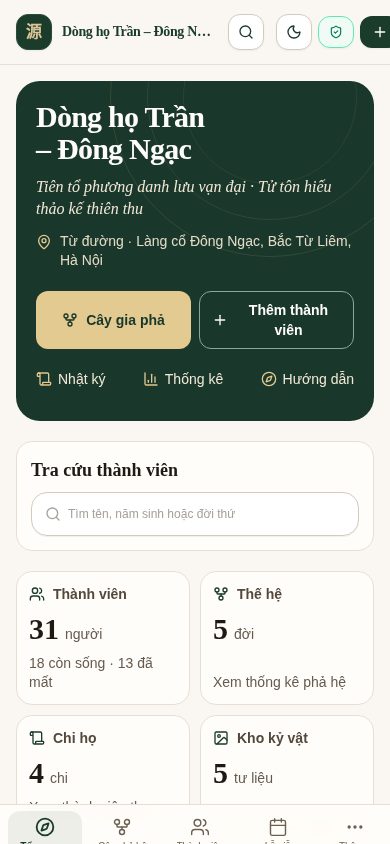 源 Dòng họ Trần – Đông N…
Dòng họ Trần
– Đông Ngạc
Tiên tổ phương danh lưu vạn đại · Tử tôn hiếu
thảo kế thiên thu
Từ đường · Làng cổ Đông Ngạc, Bắc Từ Liêm,
Hà Nội
Cây gia phả
Thêm thành
viên
Nhật ký Thống kê Hướng dẫn
Tra cứu thành viên
Tìm tên, năm sinh hoặc đời thứ
Thành viên
31 người
18 còn sống · 13 đã
mất
Thế hệ
5 đời
Xem thống kê phả hệ
Chi họ
4 chi
Kho kỷ vật
5 tư liệu